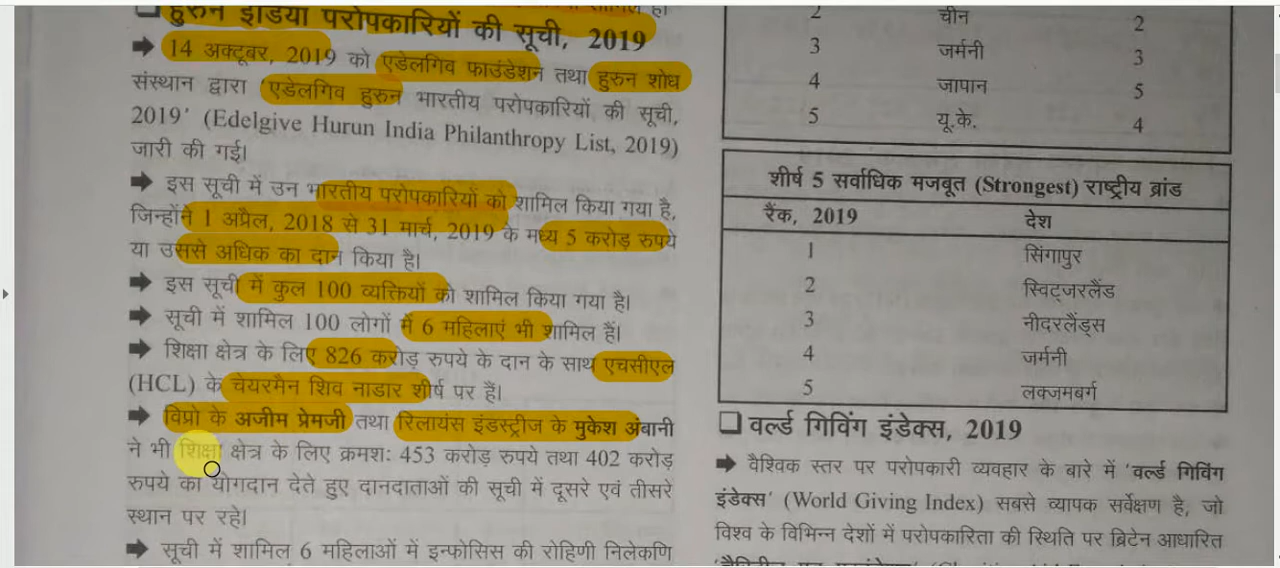 ❑ हुरुन इंडिया परोपकारियों की सूची, 2019
➡ 14 अक्टूबर, 2019 को एडेलगिव फाउंडेशन तथा हुरुन शोध
संस्थान द्वारा 'एडेलगिव हुरुन भारतीय परोपकारियों की सूची,
2019' (Edelgive Hurun India Philanthropy List, 2019)
जारी की गई।
➡ इस सूची में उन भारतीय परोपकारियों को शामिल किया गया है,
जिन्होंने 1 अप्रैल, 2018 से 31 मार्च, 2019 के मध्य 5 करोड़ रुपये
या उससे अधिक का दान किया है।
➡ इस सूची में कुल 100 व्यक्तियों को शामिल किया गया है।
➡ सूची में शामिल 100 लोगों में 6 महिलाएं भी शामिल हैं।
➡ शिक्षा क्षेत्र के लिए 826 करोड़ रुपये के दान के साथ एचसीएल
(HCL) के चेयरमैन शिव नाडार शीर्ष पर हैं।
➡ विप्रो के अजीम प्रेमजी तथा रिलायंस इंडस्ट्रीज के मुकेश अंबानी
ने भी शिक्षा क्षेत्र के लिए क्रमशः 453 करोड़ रुपये तथा 402 करोड़
रुपये का योगदान देते हुए दानदाताओं की सूची में दूसरे एवं तीसरे
स्थान पर रहे।
➡ सूची में शामिल 6 महिलाओं में इन्फोसिस की रोहिणी निलेकणि
2 चीन 2
3 जर्मनी 3
4 जापान 5
5 यू.के. 4
शीर्ष 5 सर्वाधिक मजबूत (Strongest) राष्ट्रीय ब्रांड
रैंक, 2019 देश
1 सिंगापुर
2 स्विट्जरलैंड
3 नीदरलैंड्स
4 जर्मनी
5 लक्जमबर्ग
❑ वर्ल्ड गिविंग इंडेक्स, 2019
➡ वैश्विक स्तर पर परोपकारी व्यवहार के बारे में 'वर्ल्ड गिविंग
इंडेक्स' (World Giving Index) सबसे व्यापक सर्वेक्षण है, जो
विश्व के विभिन्न देशों में परोपकारिता की स्थिति पर ब्रिटेन आधारित